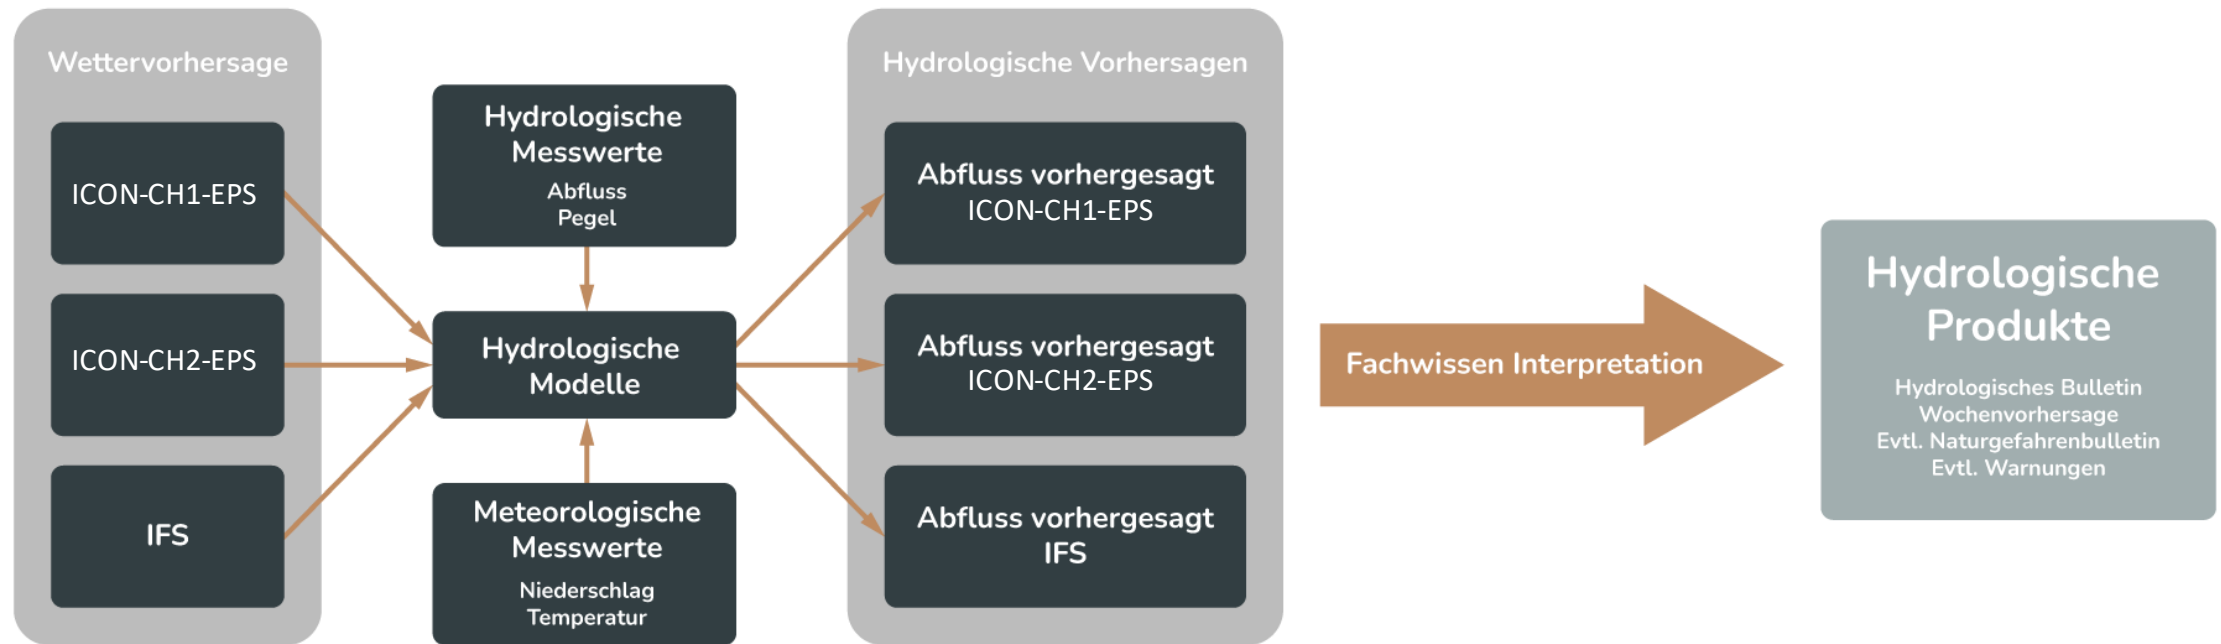 Wettervorhersage
ICON-CH1-EPS
ICON-CH2-EPS
IFS
Hydrologische
Messwerte
Abfluss
Pegel
Hydrologische
Modelle
Meteorologische
Messwerte
Niederschlag
Temperatur
Hydrologische Vorhersagen
Abfluss vorhergesagt
ICON-CH1-EPS
Abfluss vorhergesagt
ICON-CH2-EPS
Abfluss vorhergesagt
IFS
Fachwissen Interpretation
Hydrologische
Produkte
Hydrologisches Bulletin
Wochenvorhersage
Evtl. Naturgefahrenbulletin
Evtl. Warnungen